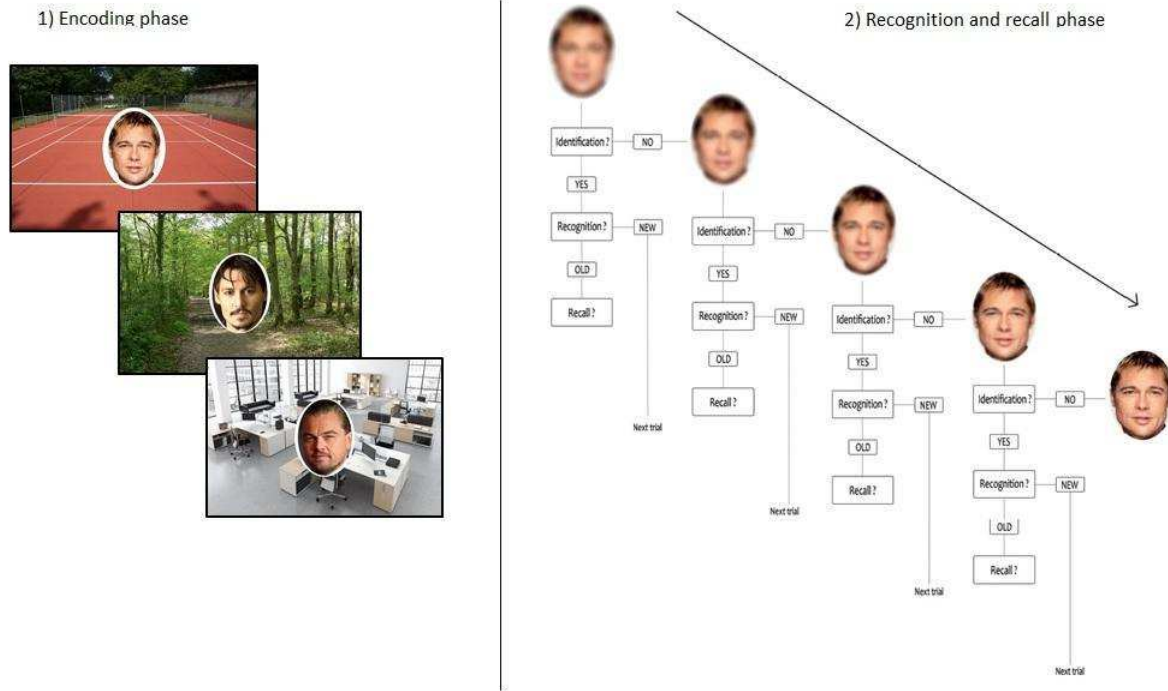 1) Encoding phase
2) Recognition and recall phase
Identification ?
NO
YES
Recognition ?
NEW
OLD
Recall ?
Next trial
Identification ?
NO
YES
Recognition ?
NEW
OLD
Recall ?
Next trial
Identification ?
NO
YES
Recognition ?
NEW
OLD
Recall ?
Next trial
Identification ?
NO
YES
Recognition ?
NEW
OLD
Recall ?
Next trial